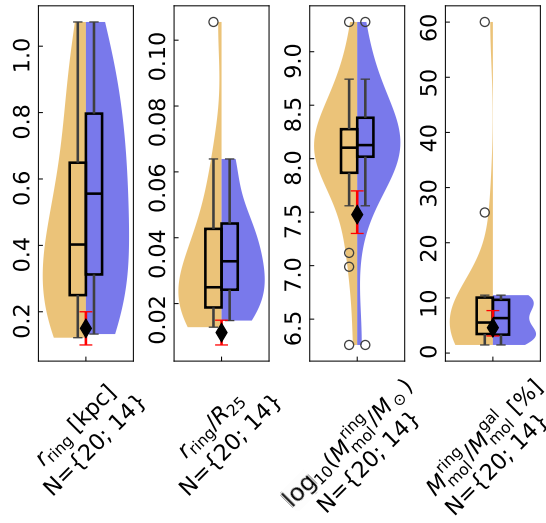 1.0
0.8
0.6
0.4
0.2
r_ring [kpc]
N={20; 14}
0.10
0.08
0.06
0.04
0.02
r_ring/R_25
N={20; 14}
9.0
8.5
8.0
7.5
7.0
6.5
log_10(M_mol^ring/M_⊙)
N={20; 14}
60
50
40
30
20
10
0
M_mol^ring/M_mol^gal [%]
N={20; 14}